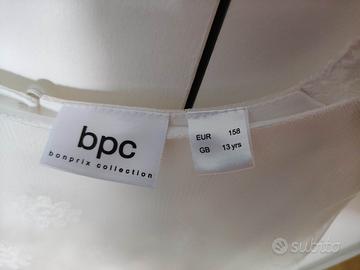 bpc
bonprix collection
EUR 158
GB 13 yrs
subito